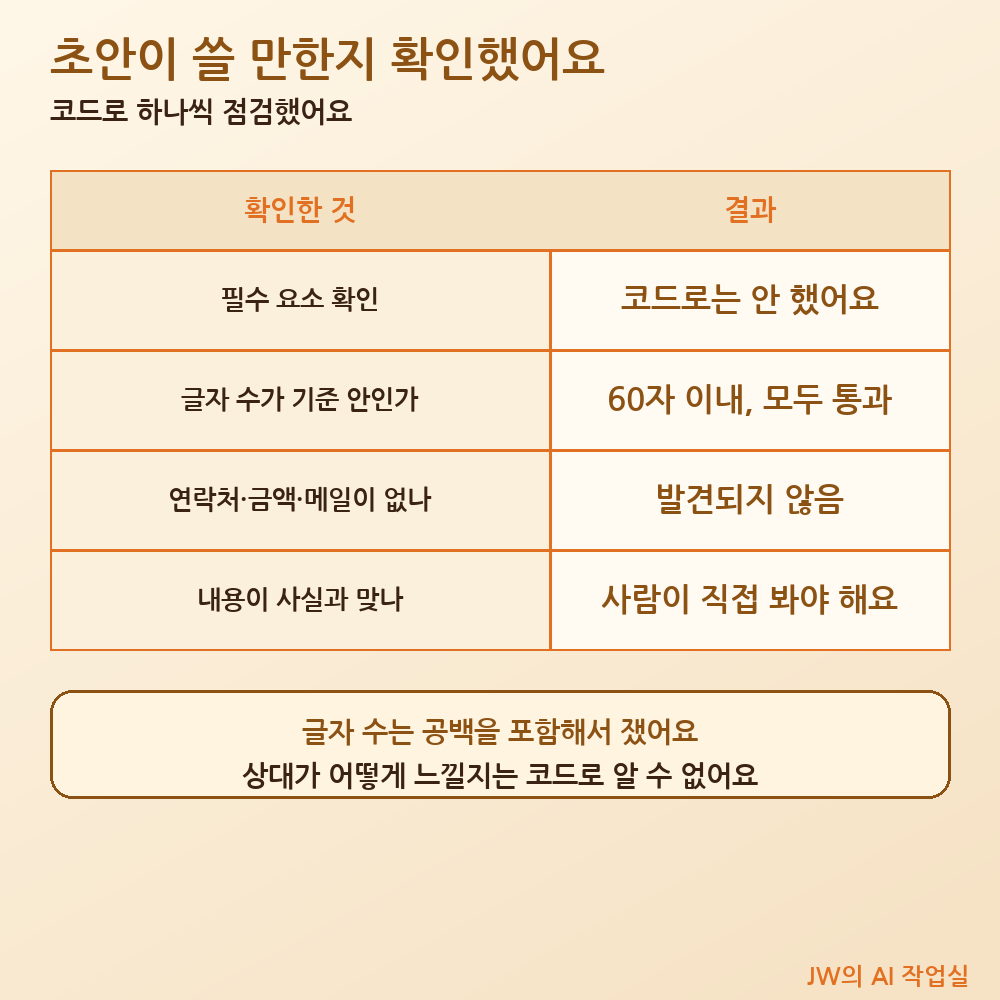 초안이 쓸 만한지 확인했어요
코드로 하나씩 점검했어요
확인한 것 결과
필수 요소 확인 코드로는 안 했어요
글자 수가 기준 안인가 60자 이내, 모두 통과
연락처·금액·메일이 없나 발견되지 않음
내용이 사실과 맞나 사람이 직접 봐야 해요
글자 수는 공백을 포함해서 쟀어요
상대가 어떻게 느낄지는 코드로 알 수 없어요
JW의 AI 작업실